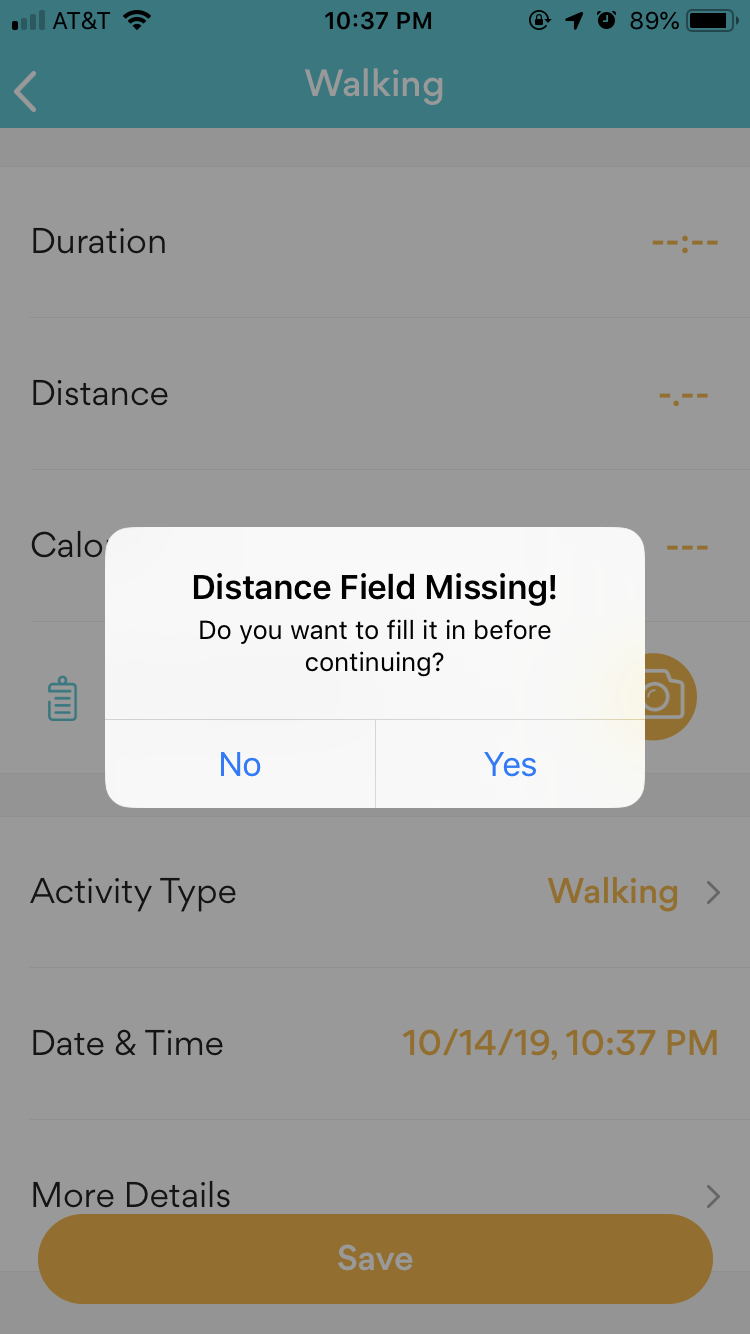 AT&T 10:37 PM 89%
Walking
Duration --:--
Distance -.--
Calo ---
Distance Field Missing!
Do you want to fill it in before
continuing?
No Yes
Activity Type Walking
Date & Time 10/14/19, 10:37 PM
More Details
Save